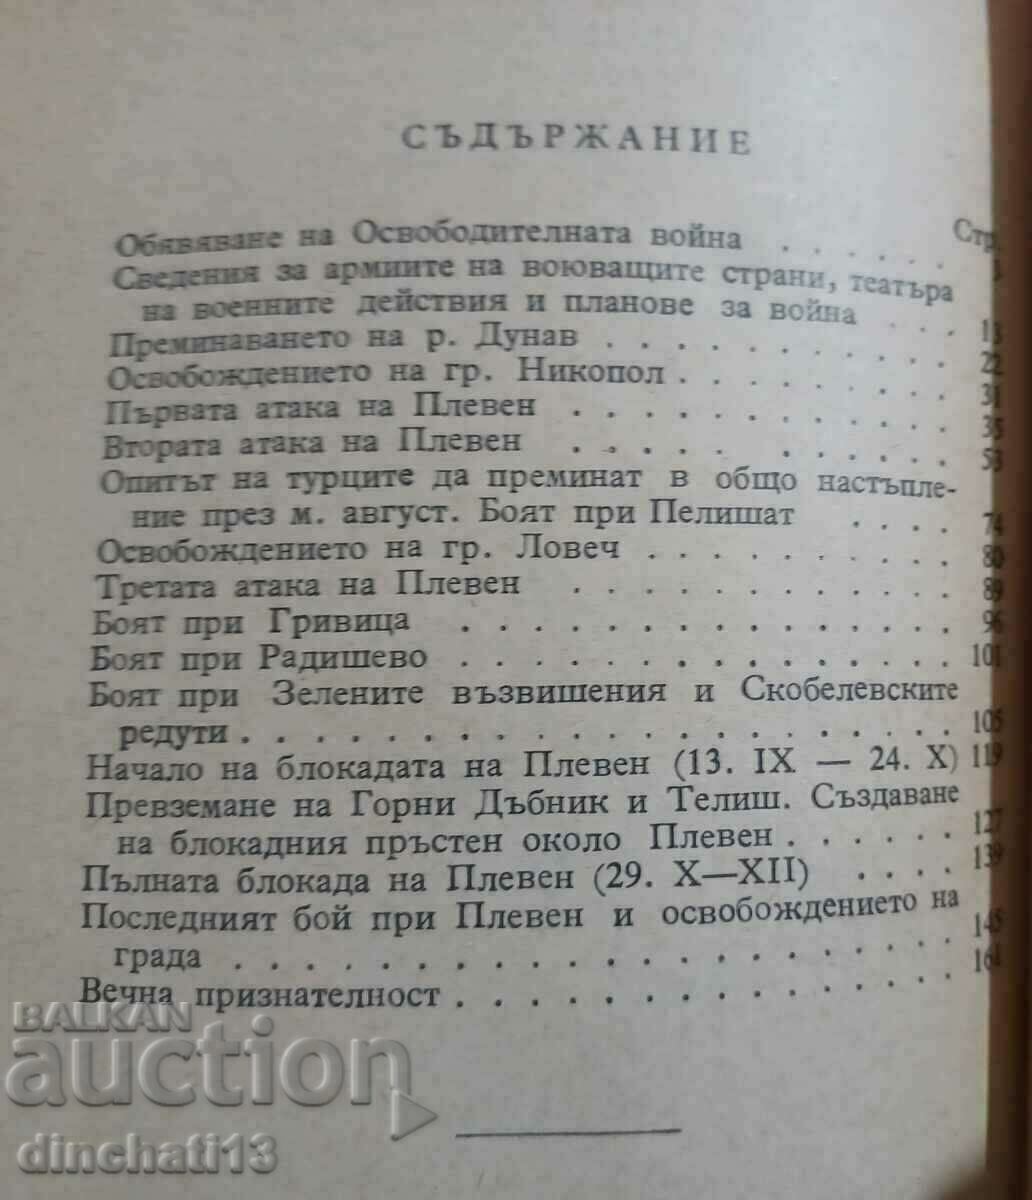 СЪДЪРЖАНИЕ
Стр.
Обявяване на Освободителната война . . . . . . 3
Сведения за армиите на воюващите страни, театъра
на военните действия и планове за война . . . 13
Преминаването на р. Дунав . . . . . . . . . . . 22
Освобождението на гр. Никопол . . . . . . . . . 31
Първата атака на Плевен . . . . . . . . . . . . 35
Втората атака на Плевен . . . . . . . . . . . 53
Опитът на турците да преминат в общо настъпле-
ние през м. август. Боят при Пелишат . . . . 74
Освобождението на гр. Ловеч . . . . . . . . . . 80
Третата атака на Плевен . . . . . . . . . . . . 89
Боят при Гривица . . . . . . . . . . . . . . . 96
Боят при Радишево . . . . . . . . . . . . . . . 101
Боят при Зелените възвишения и Скобелевските
редути . . . . . . . . . . . . . . . . . 105
Начало на блокадата на Плевен (13. IX — 24. X) 119
Превземане на Горни Дъбник и Телиш. Създаване
на блокадния пръстен около Плевен . . . . . . 127
Пълната блокада на Плевен (29. X—XII) . . . . 139
Последният бой при Плевен и освобождението на
града . . . . . . . . . . . . . . . . . 145
Вечна признателност . . . . . . . . . . . . . . 161
BALKAN
auction
dinchati13